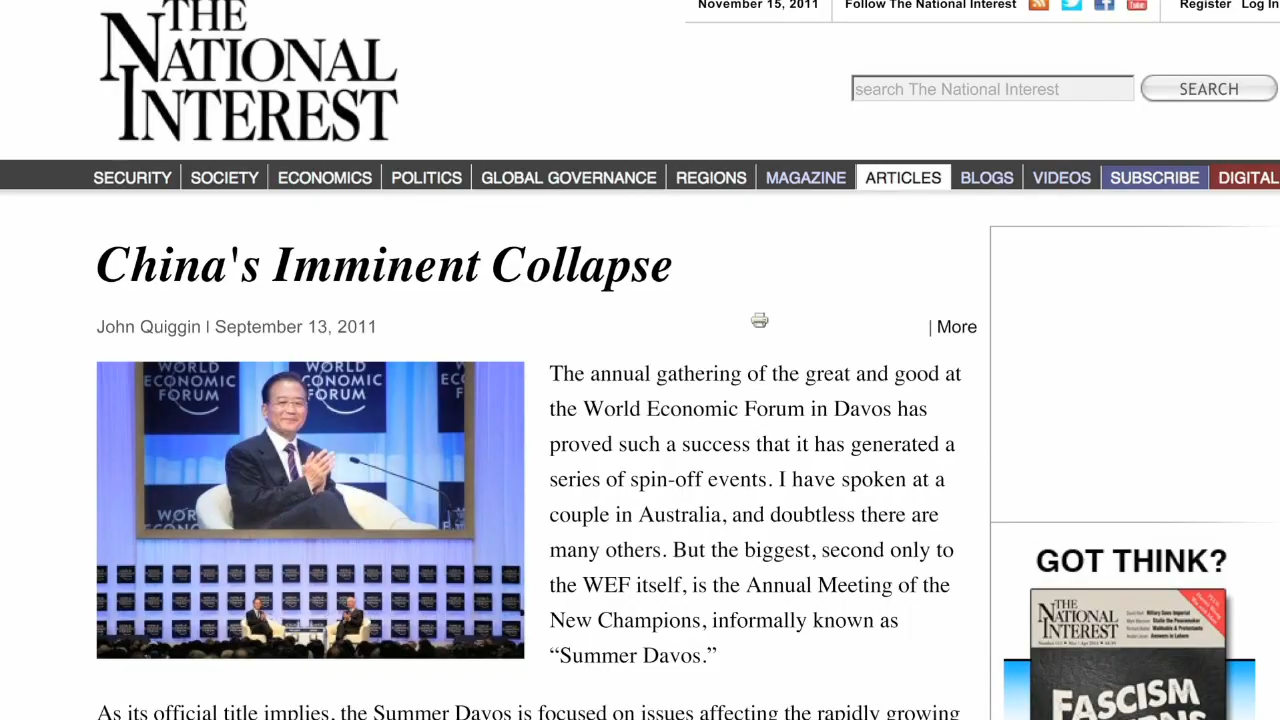 THE
NATIONAL
INTEREST
November 15, 2011
Follow The National Interest
You
Tube
Register
Log In
search The National Interest
SEARCH
SECURITY
SOCIETY
ECONOMICS
POLITICS
GLOBAL GOVERNANCE
REGIONS
MAGAZINE
ARTICLES
BLOGS
VIDEOS
SUBSCRIBE
DIGITAL
China's Imminent Collapse
John Quiggin | September 13, 2011
| More
WORLD
ECONOMIC
FORUM
WORLD
ECONOMIC
FORUM
The annual gathering of the great and good at
the World Economic Forum in Davos has
proved such a success that it has generated a
series of spin-off events. I have spoken at a
couple in Australia, and doubtless there are
many others. But the biggest, second only to
the WEF itself, is the Annual Meeting of the
New Champions, informally known as
“Summer Davos.”
As its official title implies, the Summer Davos is focused on issues affecting the rapidly growing
GOT THINK?
THE
NATIONAL
INTEREST
FASCISM